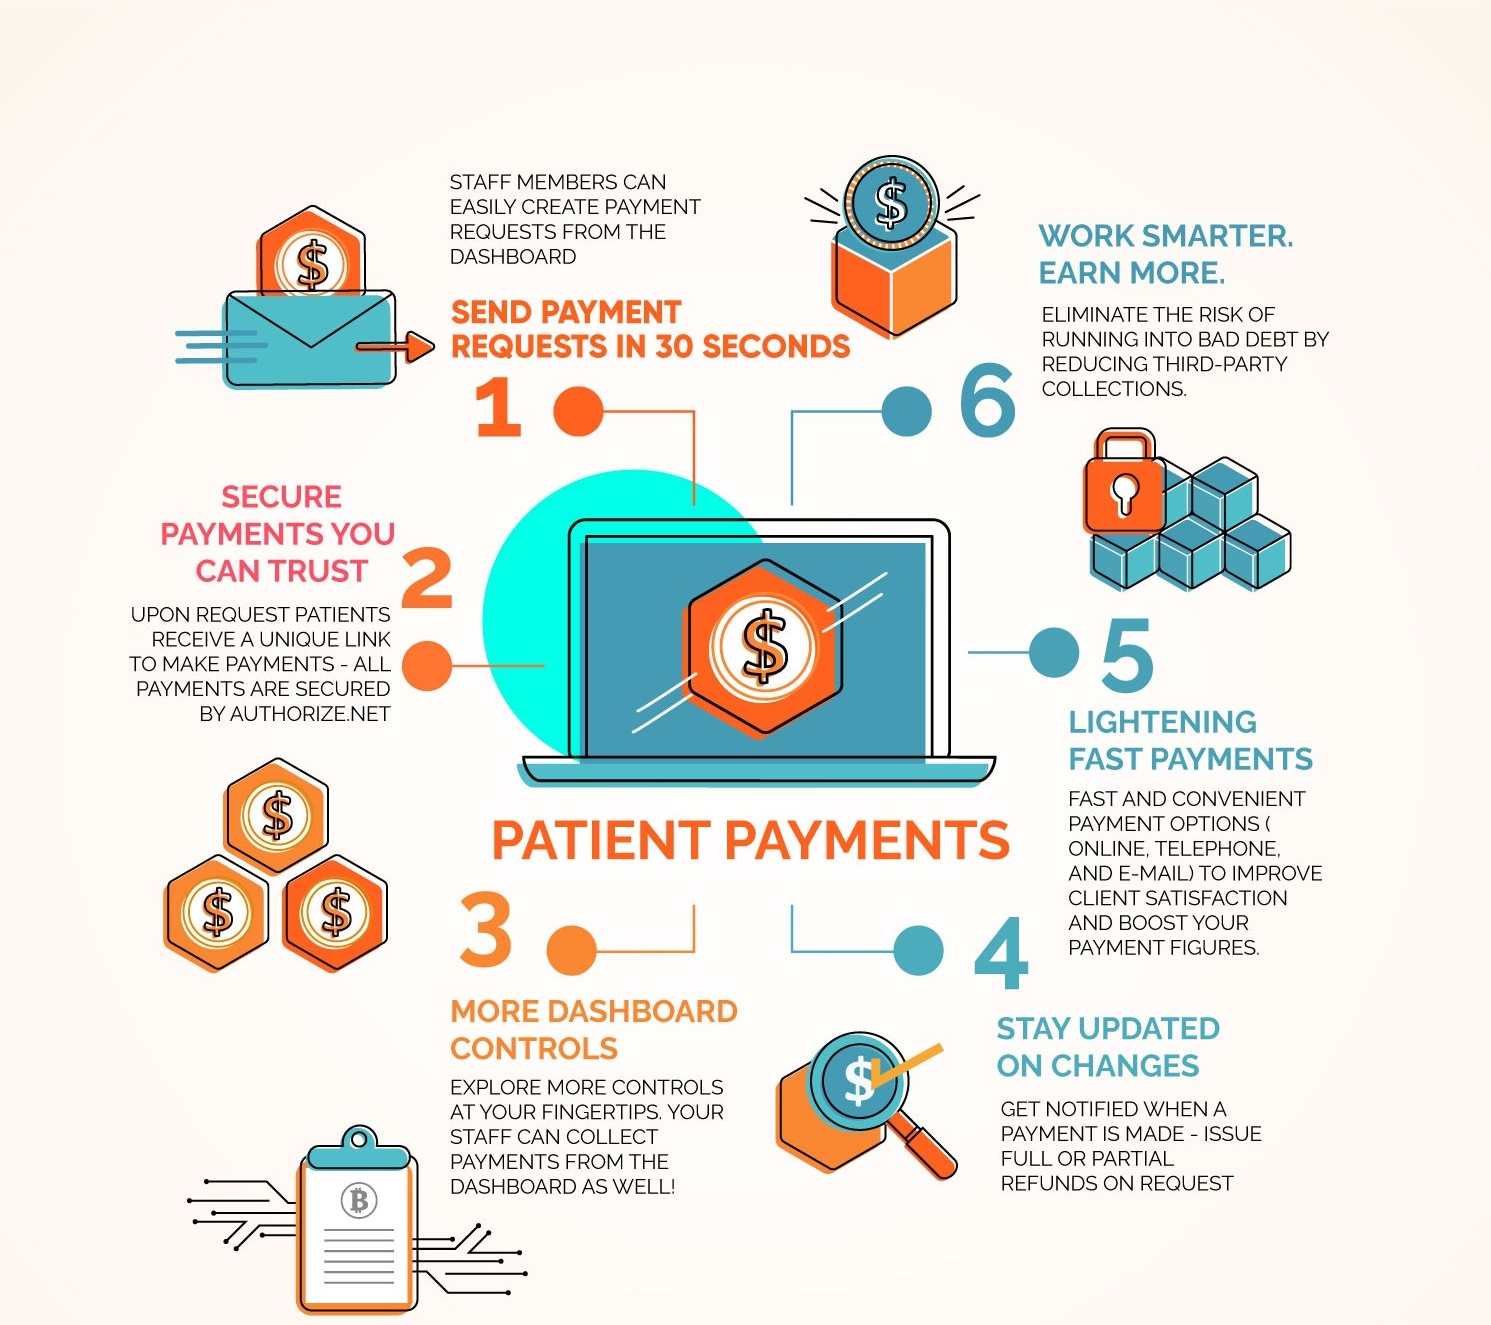 STAFF MEMBERS CAN
EASILY CREATE PAYMENT
REQUESTS FROM THE
DASHBOARD
SEND PAYMENT
REQUESTS IN 30 SECONDS
1
SECURE
PAYMENTS YOU
CAN TRUST
2
UPON REQUEST PATIENTS
RECEIVE A UNIQUE LINK
TO MAKE PAYMENTS - ALL
PAYMENTS ARE SECURED
BY AUTHORIZE.NET
PATIENT PAYMENTS
3
MORE DASHBOARD
CONTROLS
EXPLORE MORE CONTROLS
AT YOUR FINGERTIPS. YOUR
STAFF CAN COLLECT
PAYMENTS FROM THE
DASHBOARD AS WELL!
4
STAY UPDATED
ON CHANGES
GET NOTIFIED WHEN A
PAYMENT IS MADE - ISSUE
FULL OR PARTIAL
REFUNDS ON REQUEST
5
LIGHTENING
FAST PAYMENTS
FAST AND CONVENIENT
PAYMENT OPTIONS (
ONLINE, TELEPHONE,
AND E-MAIL) TO IMPROVE
CLIENT SATISFACTION
AND BOOST YOUR
PAYMENT FIGURES.
6
WORK SMARTER.
EARN MORE.
ELIMINATE THE RISK OF
RUNNING INTO BAD DEBT BY
REDUCING THIRD-PARTY
COLLECTIONS.